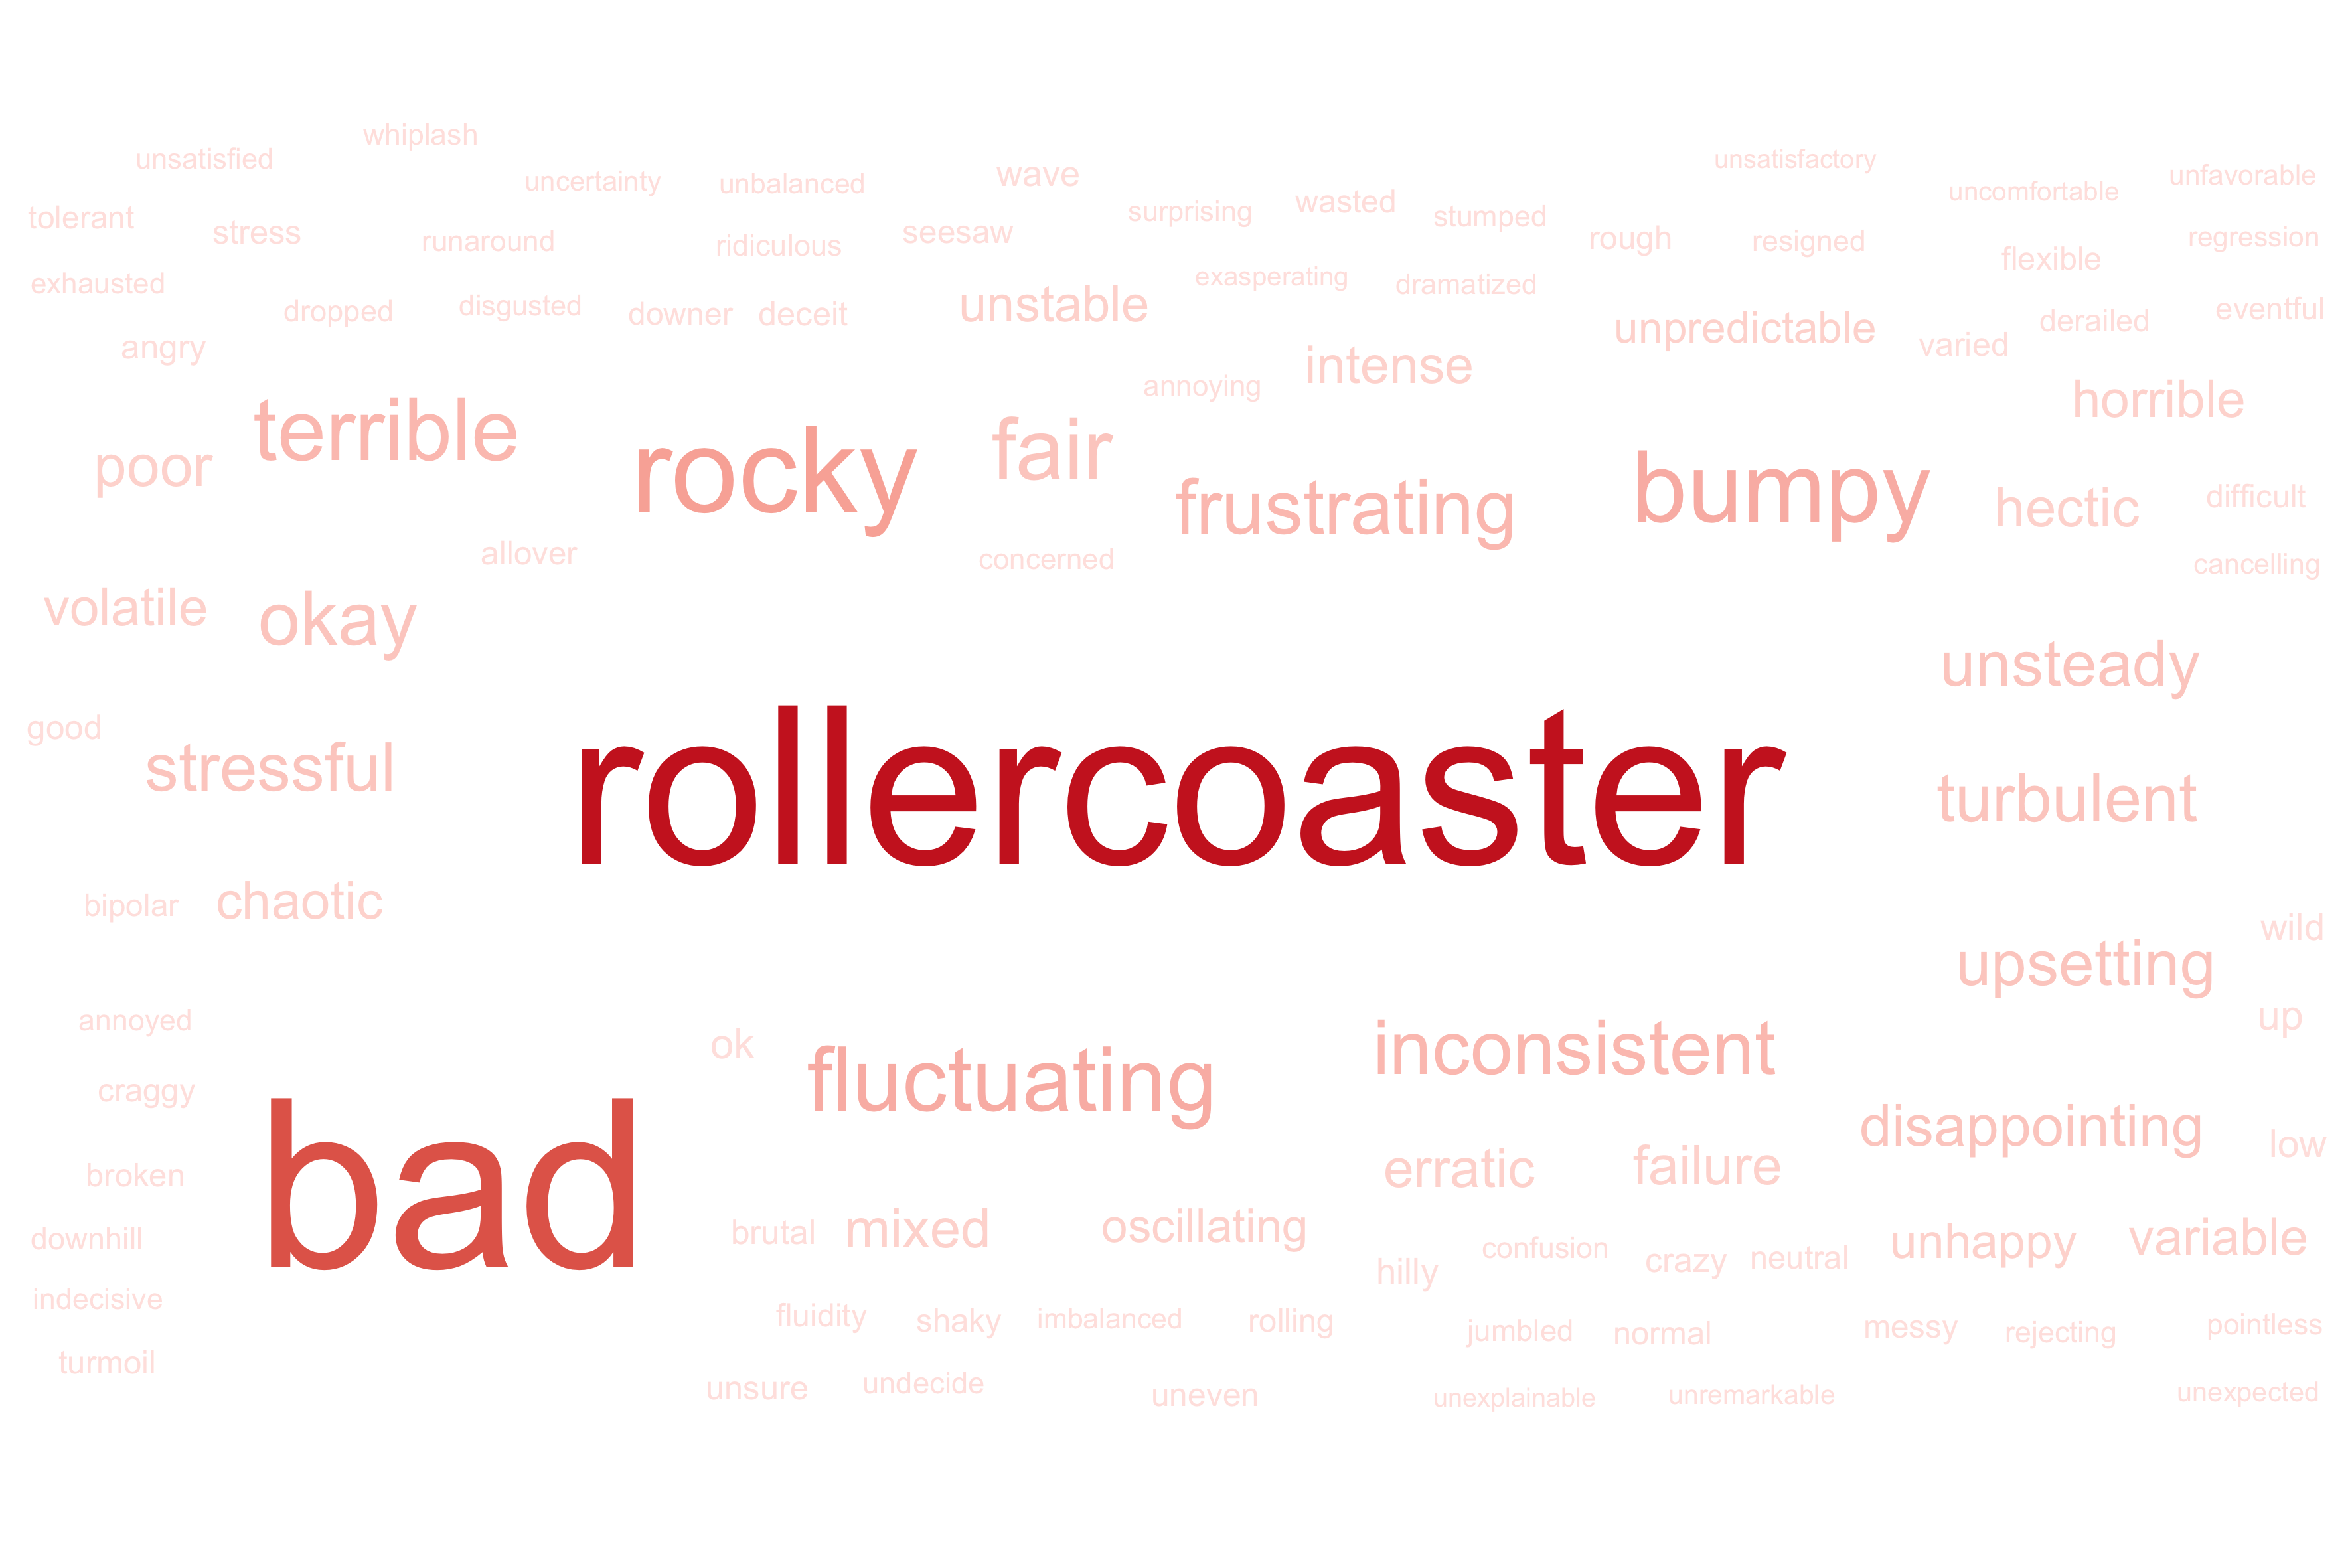 whiplash
unsatisfied
uncertainty
unbalanced
wave
unsatisfactory
uncomfortable
unfavorable
tolerant
stress
runaround
ridiculous
seesaw
surprising
wasted
stumped
rough
resigned
flexible
regression
exhausted
dropped
disgusted
downer
deceit
unstable
exasperating
dramatized
unpredictable
varied
derailed
eventful
angry
annoying
intense
horrible
poor
terrible
rocky
fair
frustrating
bumpy
hectic
difficult
allover
concerned
cancelling
volatile
okay
unsteady
good
stressful
rollercoaster
turbulent
bipolar
chaotic
wild
upsetting
annoyed
ok
fluctuating
inconsistent
up
craggy
bad
disappointing
low
broken
erratic
failure
downhill
brutal
mixed
oscillating
hilly
confusion
crazy
neutral
unhappy
variable
indecisive
fluidity
shaky
imbalanced
rolling
jumbled
normal
messy
rejecting
pointless
turmoil
unsure
undecide
uneven
unexplainable
unremarkable
unexpected